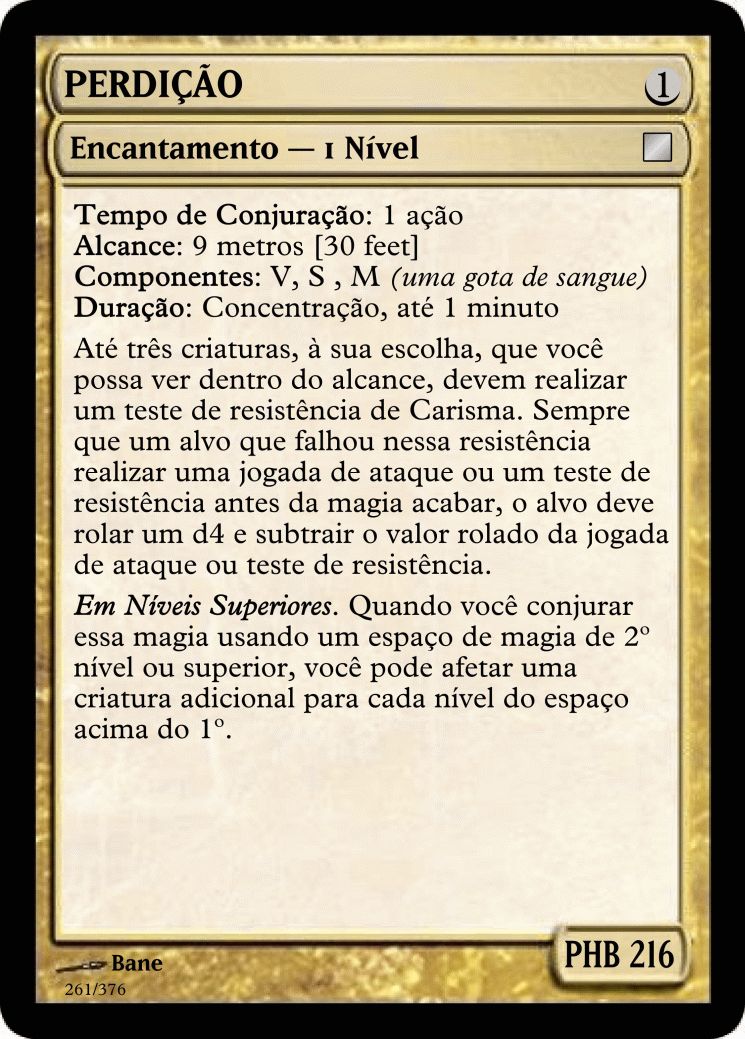 PERDIÇÃO
1
Encantamento — 1 Nível
Tempo de Conjuração: 1 ação
Alcance: 9 metros [30 feet]
Componentes: V, S , M (uma gota de sangue)
Duração: Concentração, até 1 minuto
Até três criaturas, à sua escolha, que você
possa ver dentro do alcance, devem realizar
um teste de resistência de Carisma. Sempre
que um alvo que falhou nessa resistência
realizar uma jogada de ataque ou um teste de
resistência antes da magia acabar, o alvo deve
rolar um d4 e subtrair o valor rolado da jogada
de ataque ou teste de resistência.
Em Níveis Superiores. Quando você conjurar
essa magia usando um espaço de magia de 2º
nível ou superior, você pode afetar uma
criatura adicional para cada nível do espaço
acima do 1º.
PHB 216
Bane
261/376